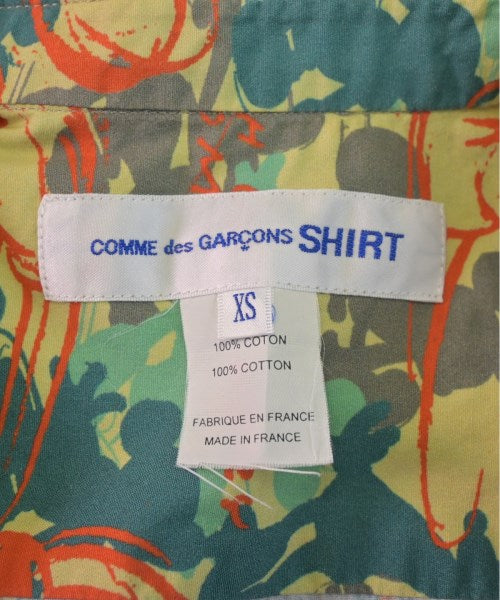 COMME des GARÇONS SHIRT
XS
100% COTON
100% COTTON
FABRIQUE EN FRANCE
MADE IN FRANCE